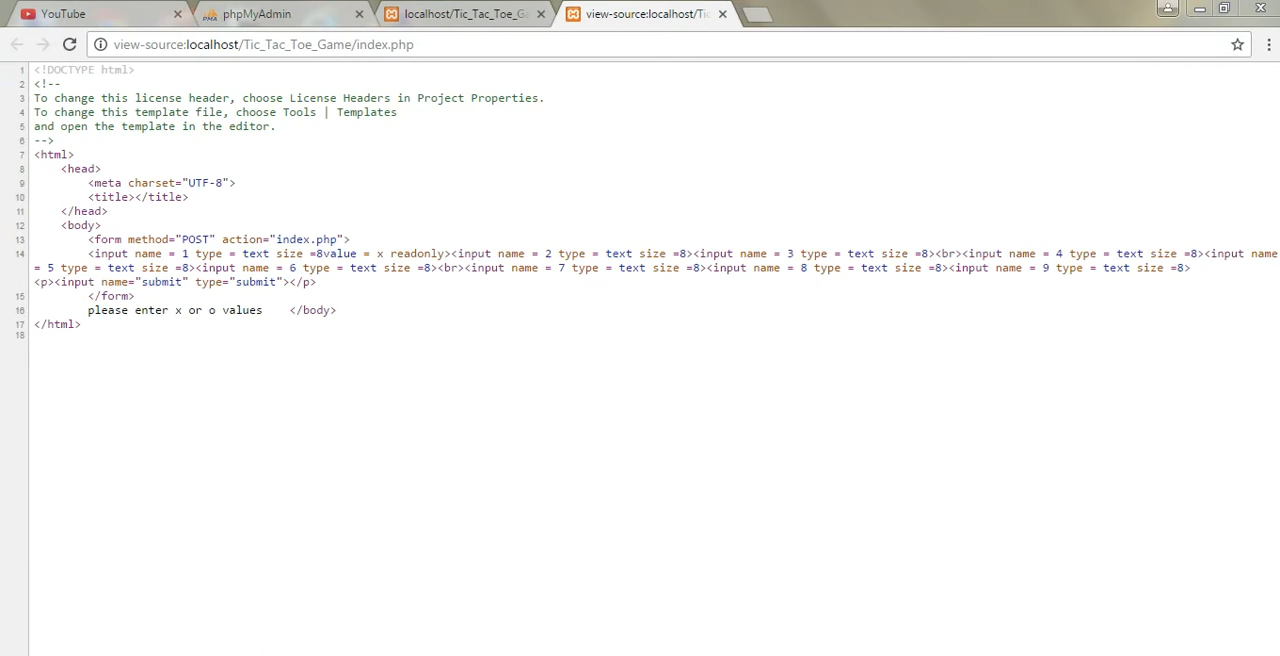 YouTube
phpMyAdmin
localhost/Tic_Tac_Toe_G
view-source:localhost/Tic
view-source:localhost/Tic_Tac_Toe_Game/index.php
1 <!DOCTYPE html>
2 <!--
3 To change this license header, choose License Headers in Project Properties.
4 To change this template file, choose Tools | Templates
5 and open the template in the editor.
6 -->
7 <html>
8 <head>
9 <meta charset="UTF-8">
10 <title></title>
11 </head>
12 <body>
13 <form method="POST" action="index.php">
14 <input name = 1 type = text size =8value = x readonly><input name = 2 type = text size =8><input name = 3 type = text size =8><br><input name = 4 type = text size =8><input name
= 5 type = text size =8><input name = 6 type = text size =8><br><input name = 7 type = text size =8><input name = 8 type = text size =8><input name = 9 type = text size =8>
<p><input name="submit" type="submit"></p>
15 </form>
16 please enter x or o values    </body>
17 </html>
18